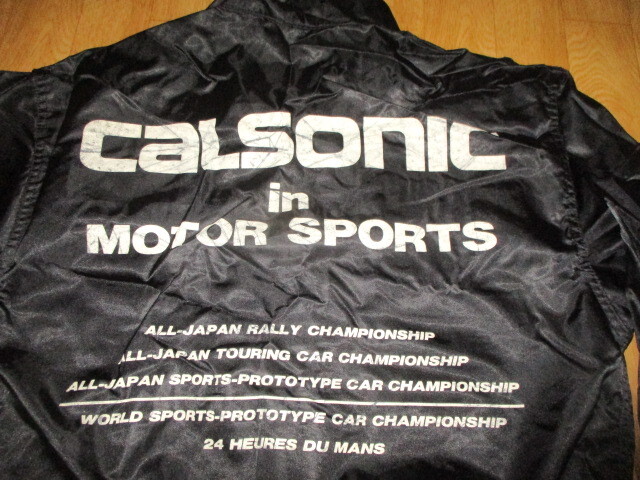 CALSONIC
in
MOTOR SPORTS
ALL-JAPAN RALLY CHAMPIONSHIP
ALL-JAPAN TOURING CAR CHAMPIONSHIP
ALL-JAPAN SPORTS-PROTOTYPE CAR CHAMPIONSHIP
WORLD SPORTS-PROTOTYPE CAR CHAMPIONSHIP
24 HEURES DU MANS